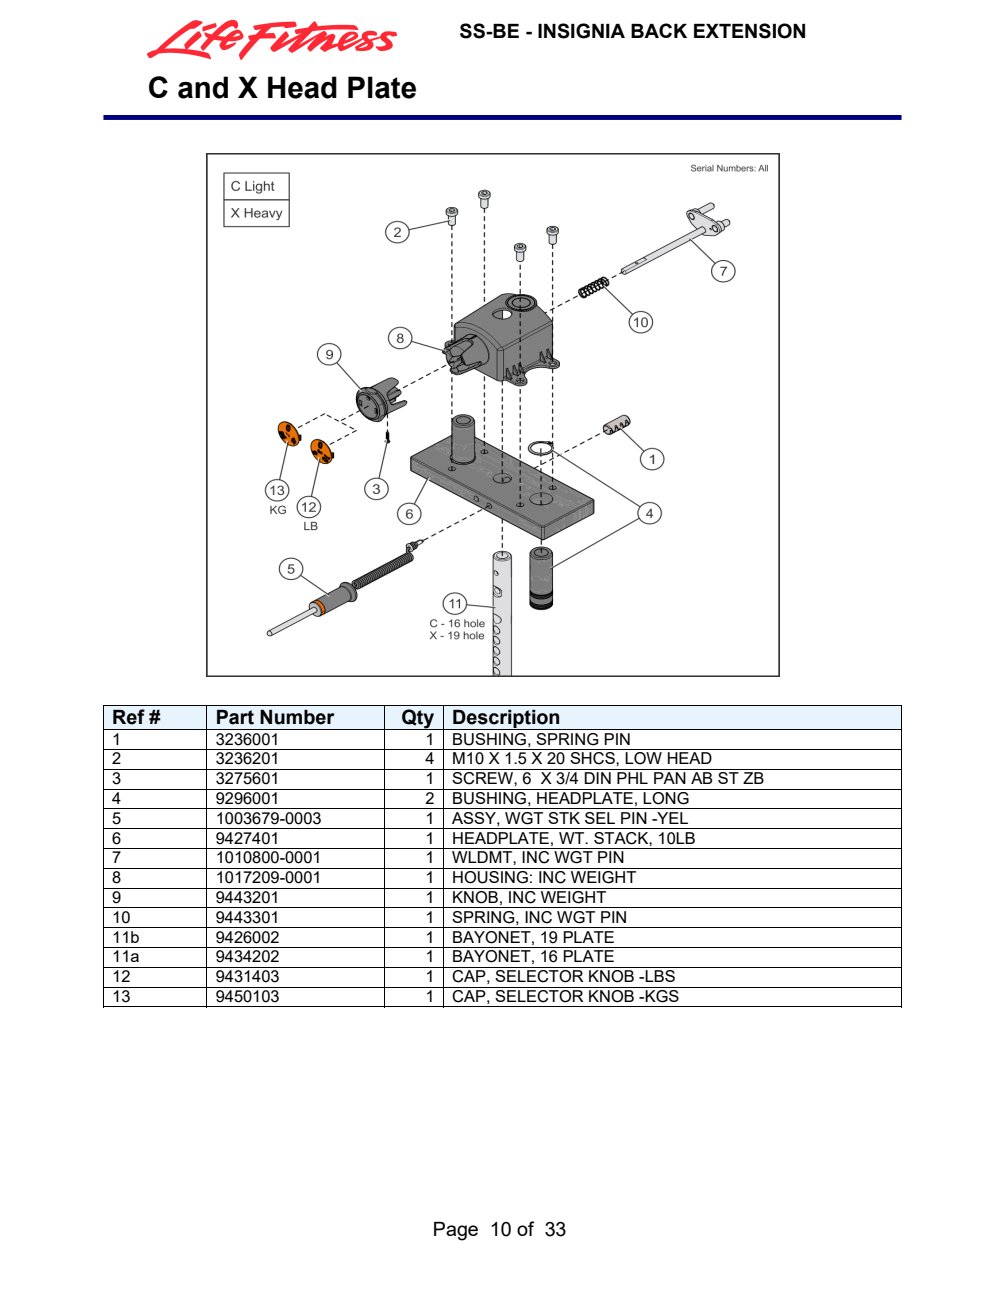 Life Fitness
SS-BE - INSIGNIA BACK EXTENSION
C and X Head Plate
Serial Numbers: All
C Light
X Heavy
2
7
10
8
9
1
13
KG
12
LB
3
6
4
5
11
C - 16 hole
X - 19 hole
Ref # Part Number Qty Description
1 3236001 1 BUSHING, SPRING PIN
2 3236201 4 M10 X 1.5 X 20 SHCS, LOW HEAD
3 3275601 1 SCREW, 6  X 3/4 DIN PHL PAN AB ST ZB
4 9296001 2 BUSHING, HEADPLATE, LONG
5 1003679-0003 1 ASSY, WGT STK SEL PIN -YEL
6 9427401 1 HEADPLATE, WT. STACK, 10LB
7 1010800-0001 1 WLDMT, INC WGT PIN
8 1017209-0001 1 HOUSING: INC WEIGHT
9 9443201 1 KNOB, INC WEIGHT
10 9443301 1 SPRING, INC WGT PIN
11b 9426002 1 BAYONET, 19 PLATE
11a 9434202 1 BAYONET, 16 PLATE
12 9431403 1 CAP, SELECTOR KNOB -LBS
13 9450103 1 CAP, SELECTOR KNOB -KGS
Page  10 of  33